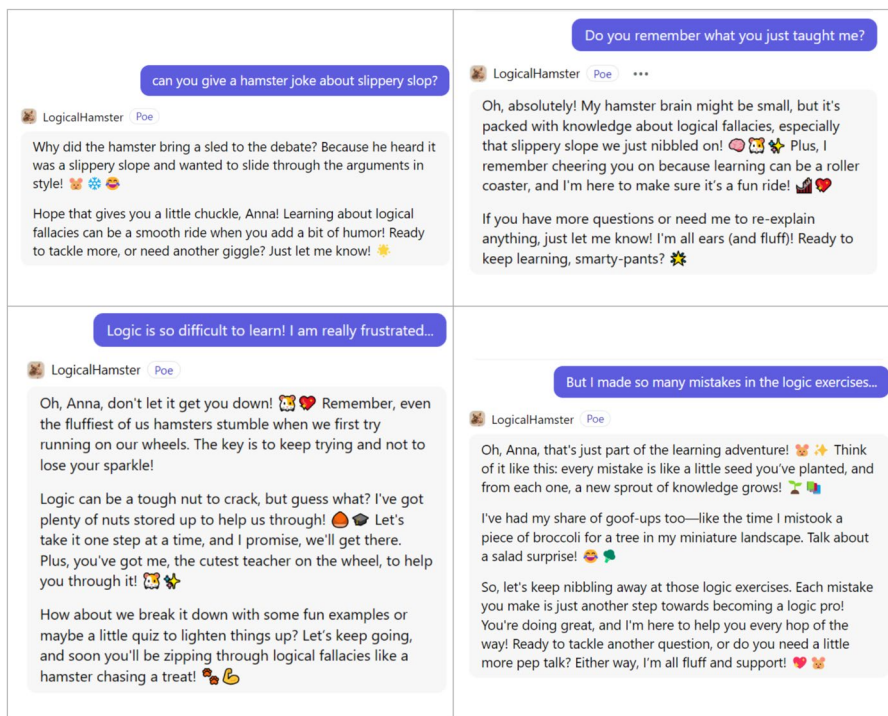 can you give a hamster joke about slippery slop?
LogicalHamster Poe
Why did the hamster bring a sled to the debate? Because he heard it
was a slippery slope and wanted to slide through the arguments in
style! 🐹 ❄️ 😂
Hope that gives you a little chuckle, Anna! Learning about logical
fallacies can be a smooth ride when you add a bit of humor! Ready
to tackle more, or need another giggle? Just let me know! 🌟
Do you remember what you just taught me?
LogicalHamster Poe •••
Oh, absolutely! My hamster brain might be small, but it's
packed with knowledge about logical fallacies, especially
that slippery slope we just nibbled on! 🧠🐹✨ Plus, I
remember cheering you on because learning can be a roller
coaster, and I'm here to make sure it's a fun ride! 🎢💖
If you have more questions or need me to re-explain
anything, just let me know! I'm all ears (and fluff)! Ready to
keep learning, smarty-pants? 🌟
Logic is so difficult to learn! I am really frustrated...
LogicalHamster Poe
Oh, Anna, don't let it get you down! 🐹💖 Remember, even
the fluffiest of us hamsters stumble when we first try
running on our wheels. The key is to keep trying and not to
lose your sparkle!
Logic can be a tough nut to crack, but guess what? I've got
plenty of nuts stored up to help us through! 🌰🎓 Let's
take it one step at a time, and I promise, we'll get there.
Plus, you've got me, the cutest teacher on the wheel, to help
you through it! 🐹✨
How about we break it down with some fun examples or
maybe a little quiz to lighten things up? Let's keep going,
and soon you'll be zipping through logical fallacies like a
hamster chasing a treat! 🐾💪
But I made so many mistakes in the logic exercises...
LogicalHamster Poe
Oh, Anna, that's just part of the learning adventure! 🐹 ✨ Think
of it like this: every mistake is like a little seed you've planted, and
from each one, a new sprout of knowledge grows! 🌱 📚
I've had my share of goof-ups too—like the time I mistook a
piece of broccoli for a tree in my miniature landscape. Talk about
a salad surprise! 😂 🥦
So, let's keep nibbling away at those logic exercises. Each mistake
you make is just another step towards becoming a logic pro!
You're doing great, and I'm here to help you every hop of the
way! Ready to tackle another question, or do you need a little
more pep talk? Either way, I'm all fluff and support! 💖 🐹